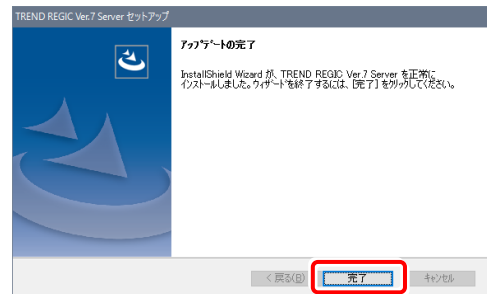 TREND REGIC Ver.7 Server セットアップ
アップデートの完了
InstallShield Wizard が、TREND REGIC Ver.7 Server を正常に
インストールしました。ウィザードを終了するには、[完了] をクリックしてください。
< 戻る(B)
完了
キャンセル